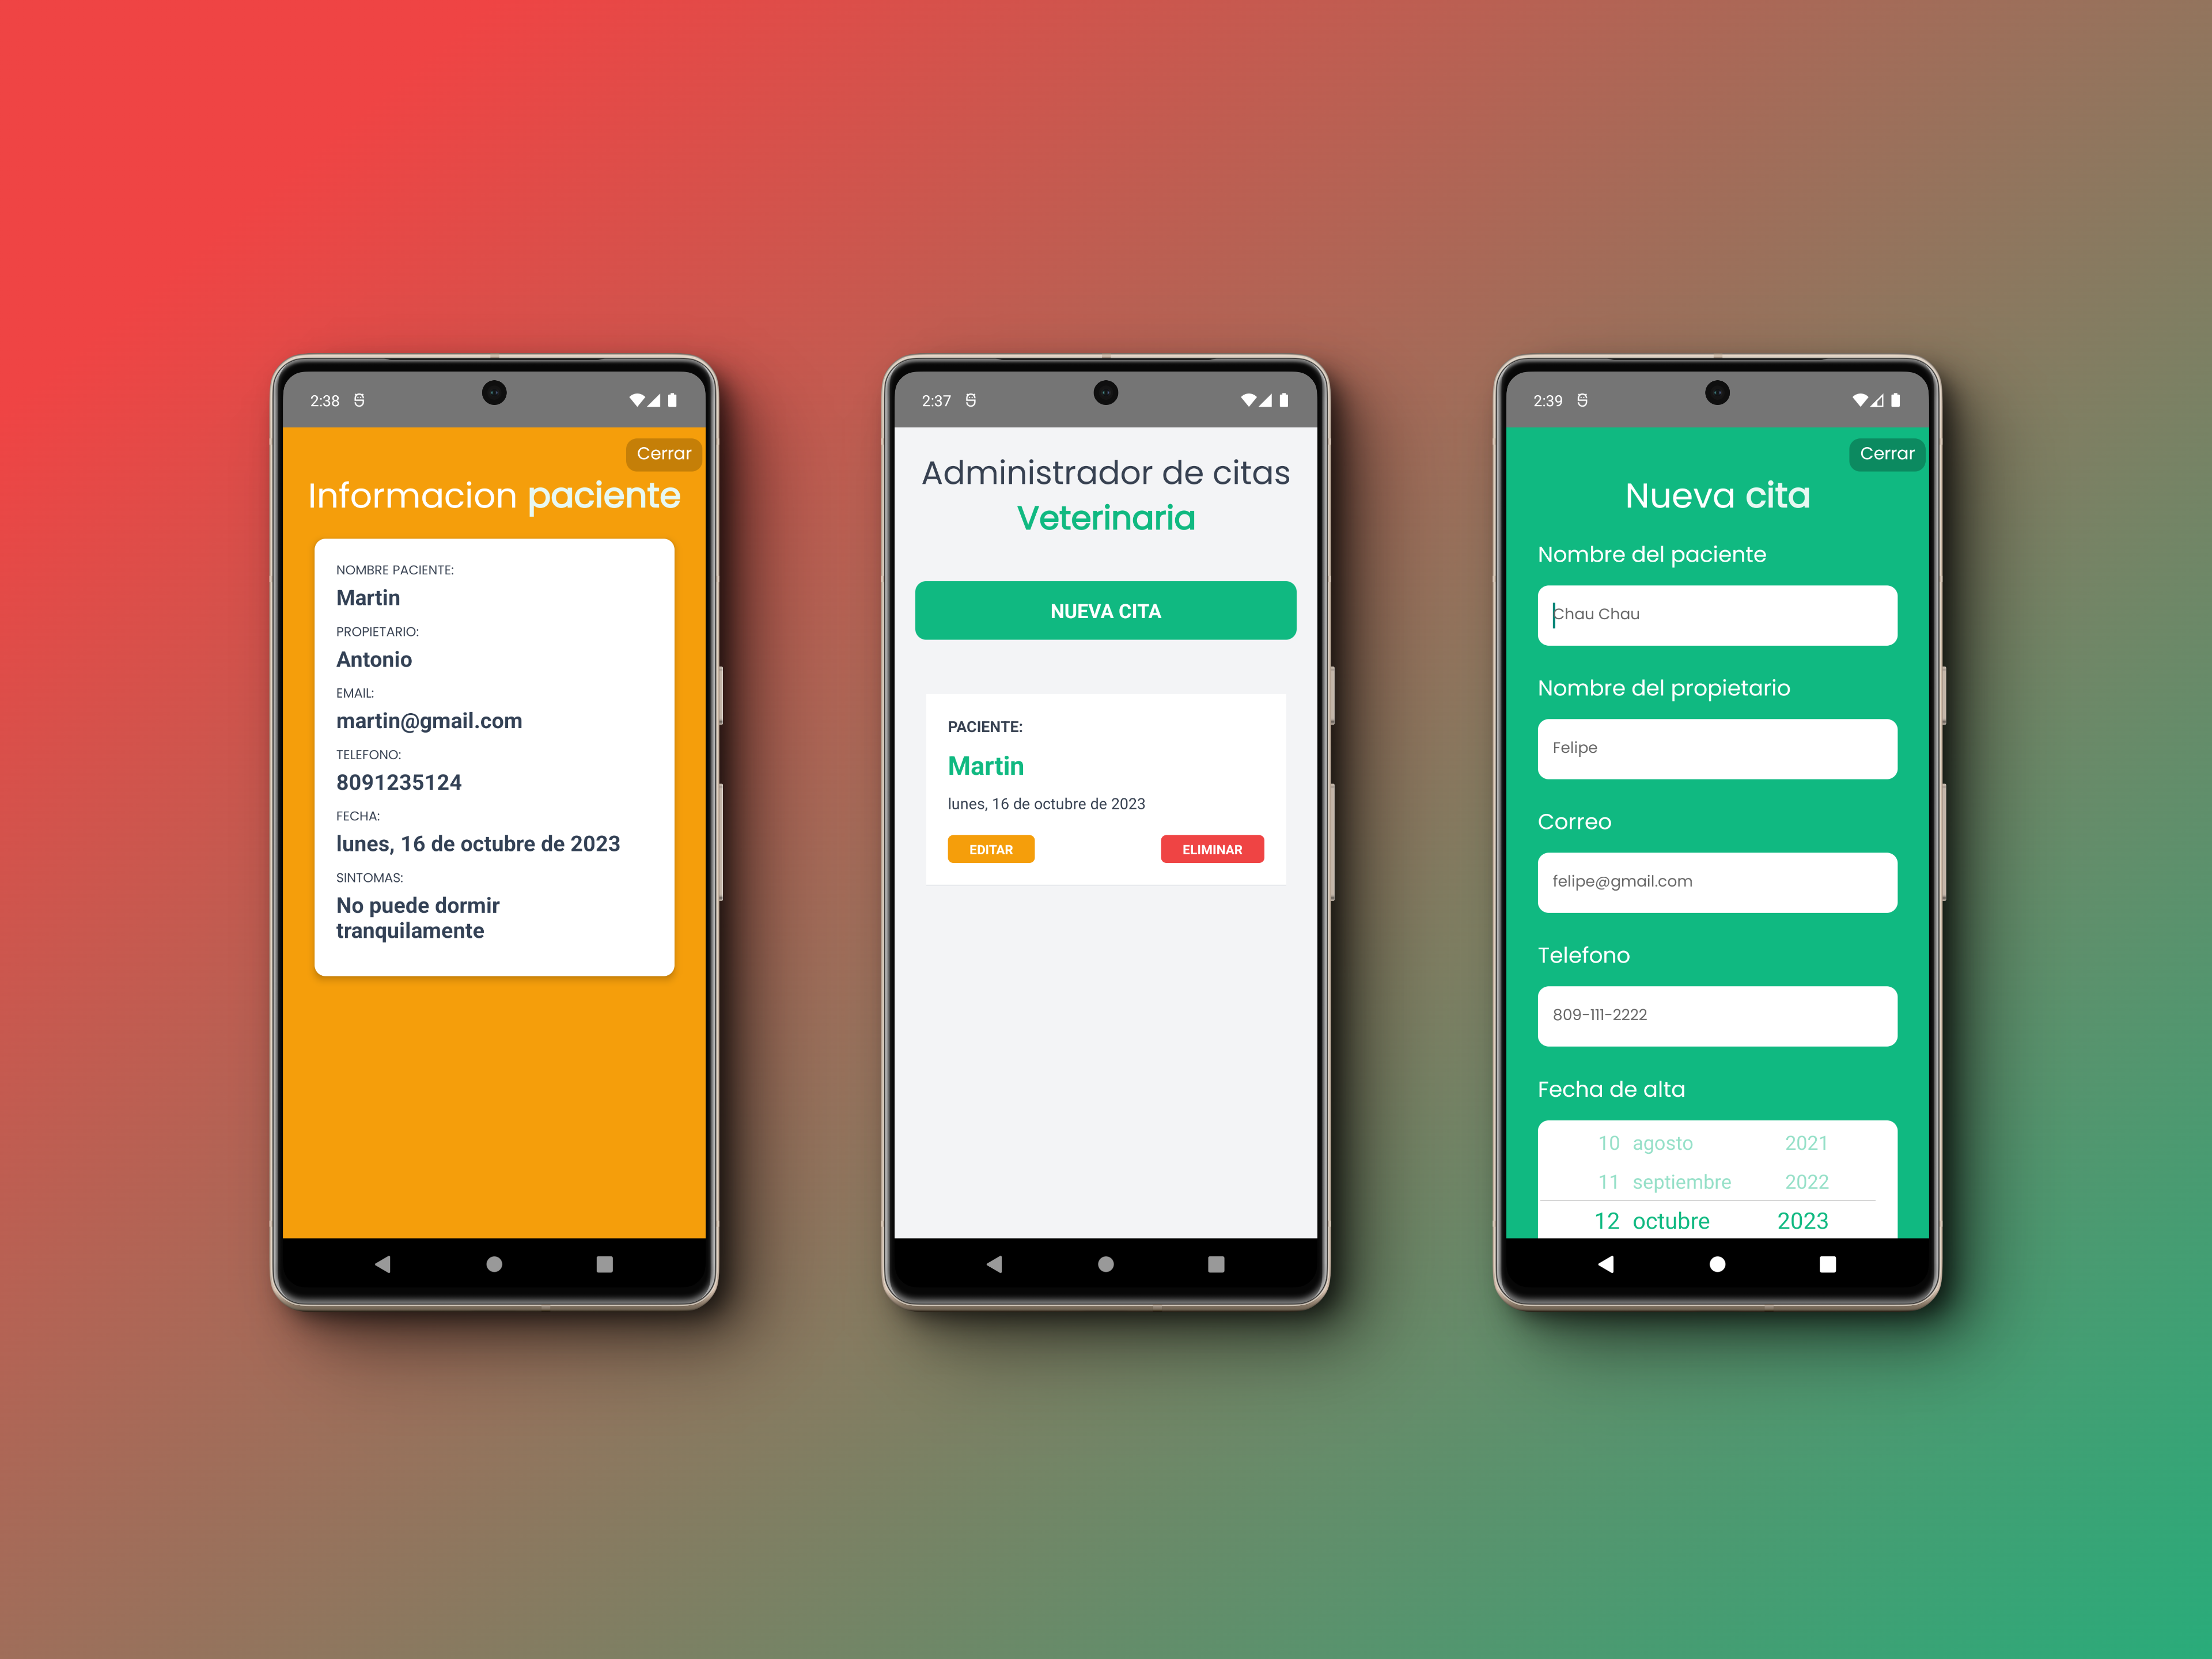 2:38
Cerrar
Informacion paciente
NOMBRE PACIENTE:
Martin
PROPIETARIO:
Antonio
EMAIL:
martin@gmail.com
TELEFONO:
8091235124
FECHA:
lunes, 16 de octubre de 2023
SINTOMAS:
No puede dormir
tranquilamente
2:37
Administrador de citas
Veterinaria
NUEVA CITA
PACIENTE:
Martin
lunes, 16 de octubre de 2023
EDITAR ELIMINAR
2:39
Cerrar
Nueva cita
Nombre del paciente
Chau Chau
Nombre del propietario
Felipe
Correo
felipe@gmail.com
Telefono
809-111-2222
Fecha de alta
10 agosto 2021
11 septiembre 2022
12 octubre 2023